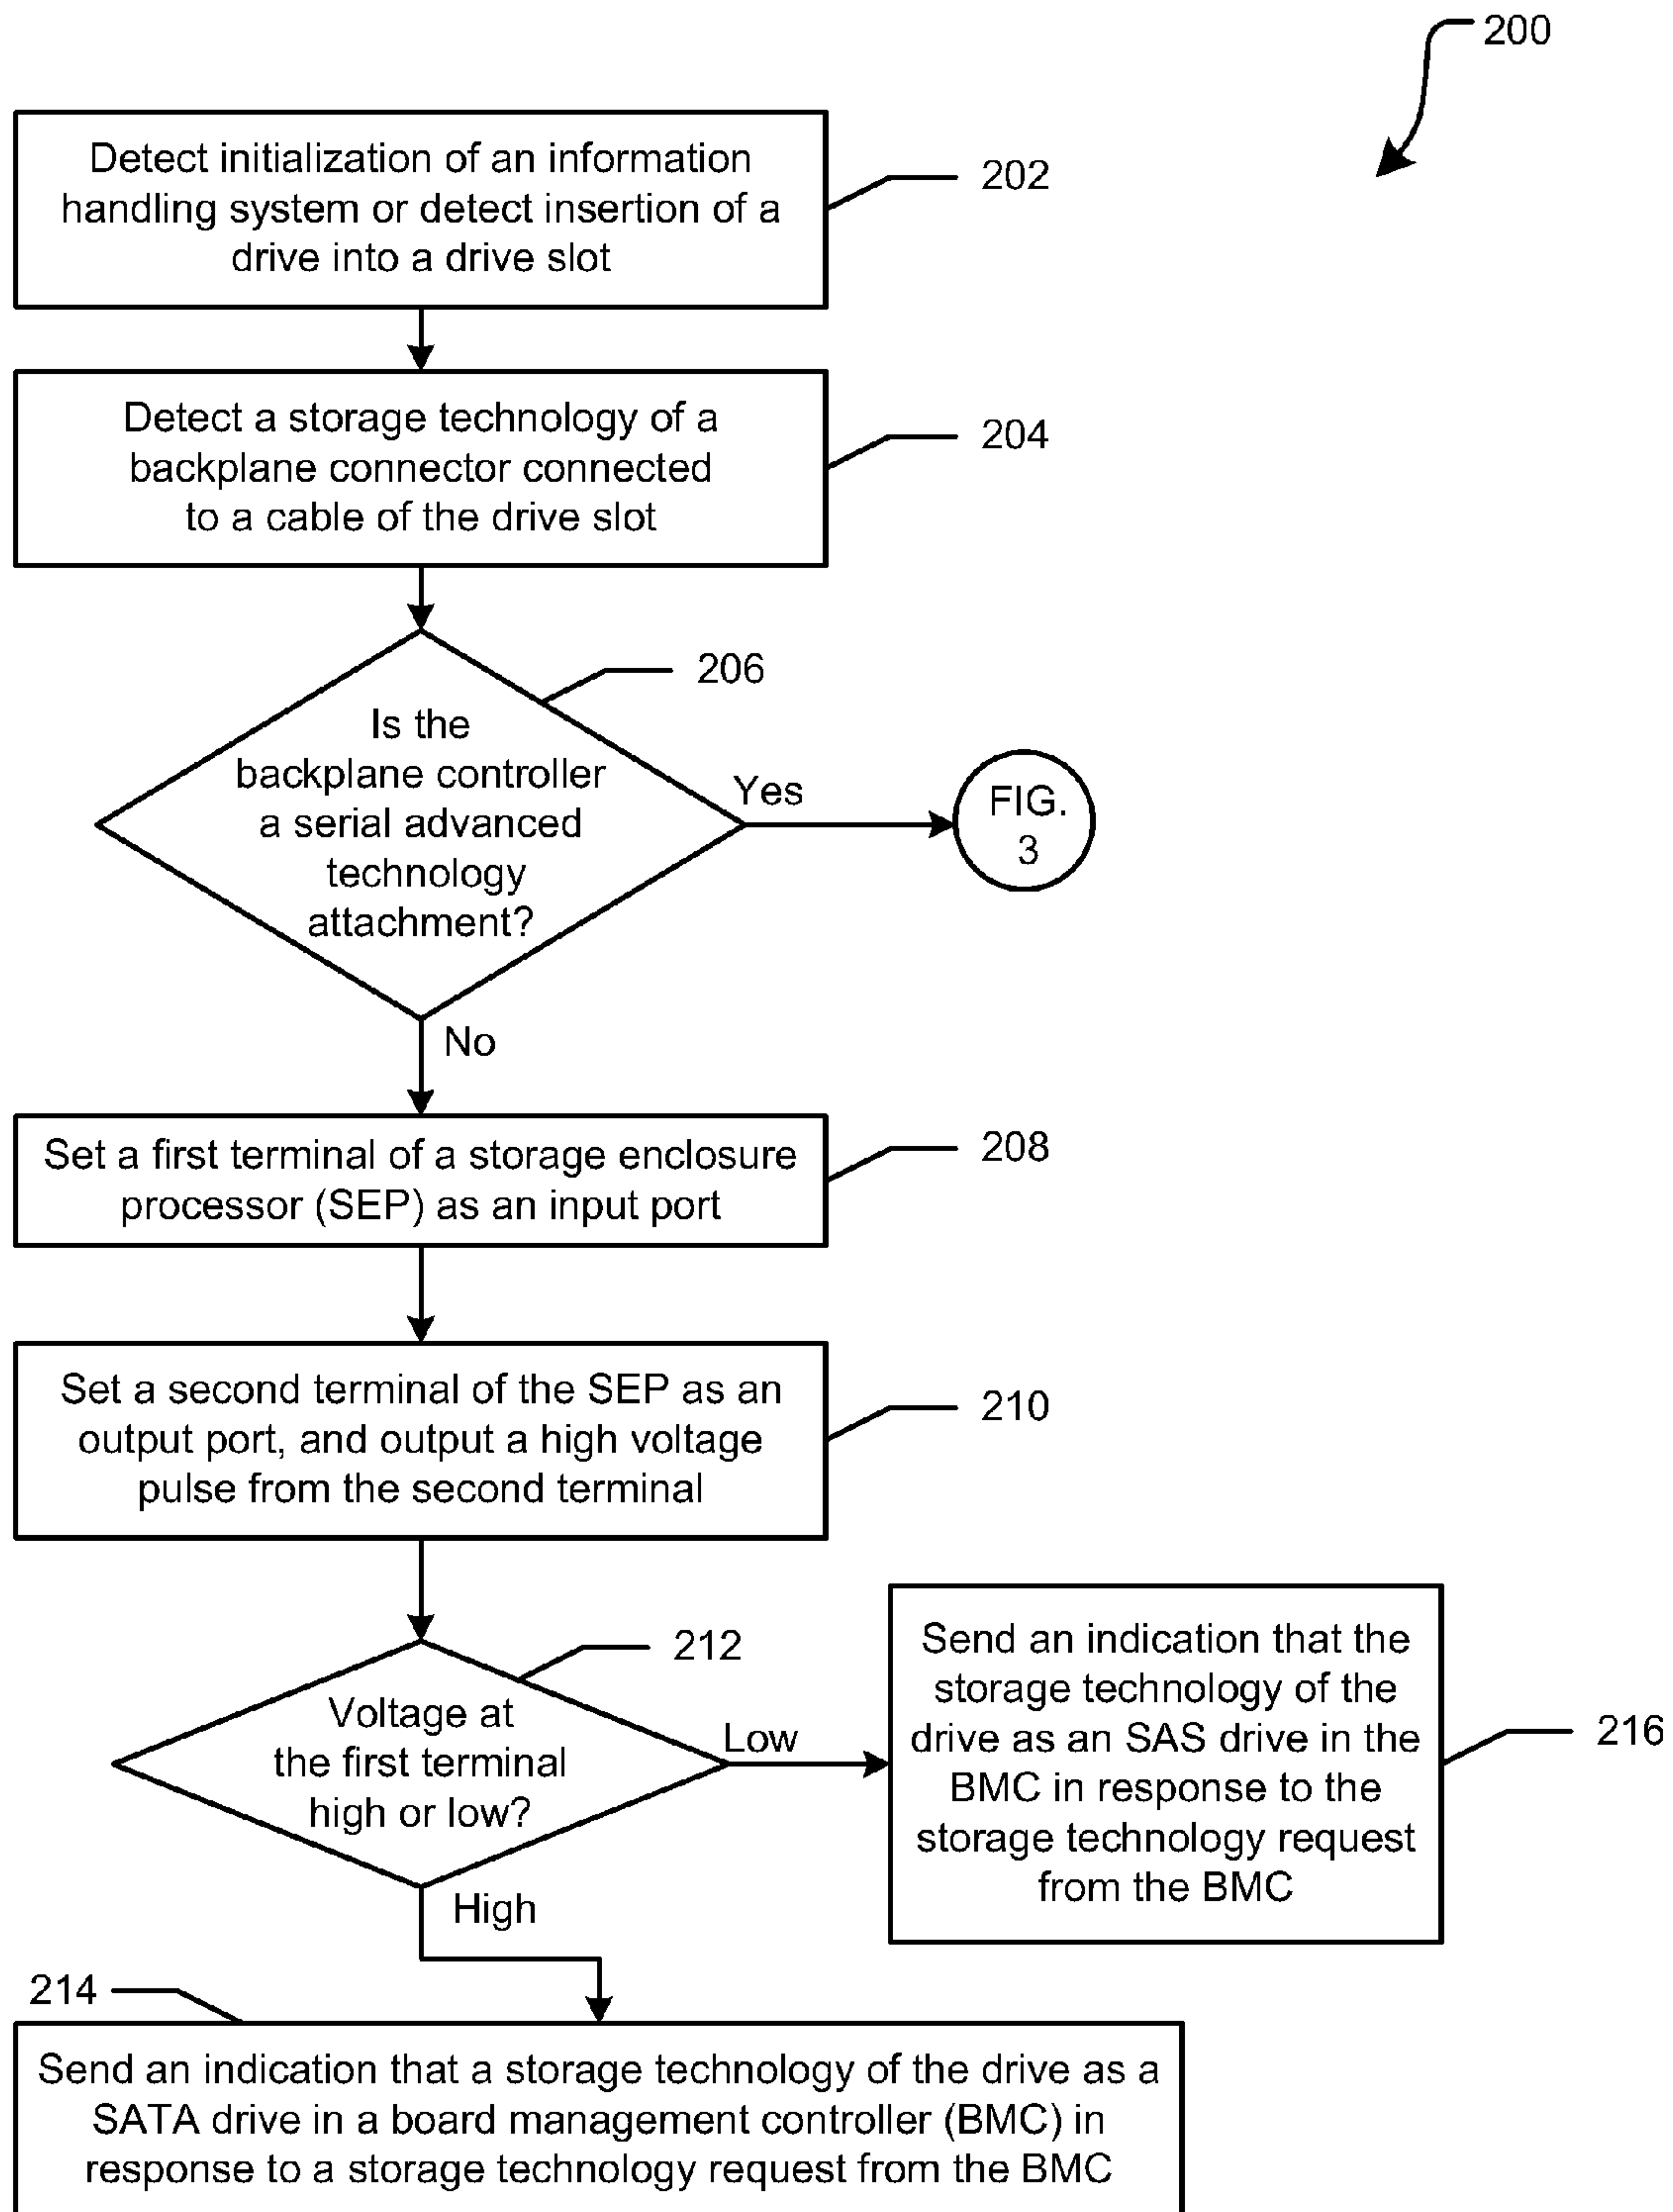 200
Detect initialization of an information
handling system or detect insertion of a
drive into a drive slot
202
Detect a storage technology of a
backplane connector connected
to a cable of the drive slot
204
206
Is the
backplane controller
a serial advanced
technology
attachment?
Yes
FIG.
3
No
Set a first terminal of a storage enclosure
processor (SEP) as an input port
208
Set a second terminal of the SEP as an
output port, and output a high voltage
pulse from the second terminal
210
212
Voltage at
the first terminal
high or low?
Low
Send an indication that the
storage technology of the
drive as an SAS drive in the
BMC in response to the
storage technology request
from the BMC
216
High
214
Send an indication that a storage technology of the drive as a
SATA drive in a board management controller (BMC) in
response to a storage technology request from the BMC